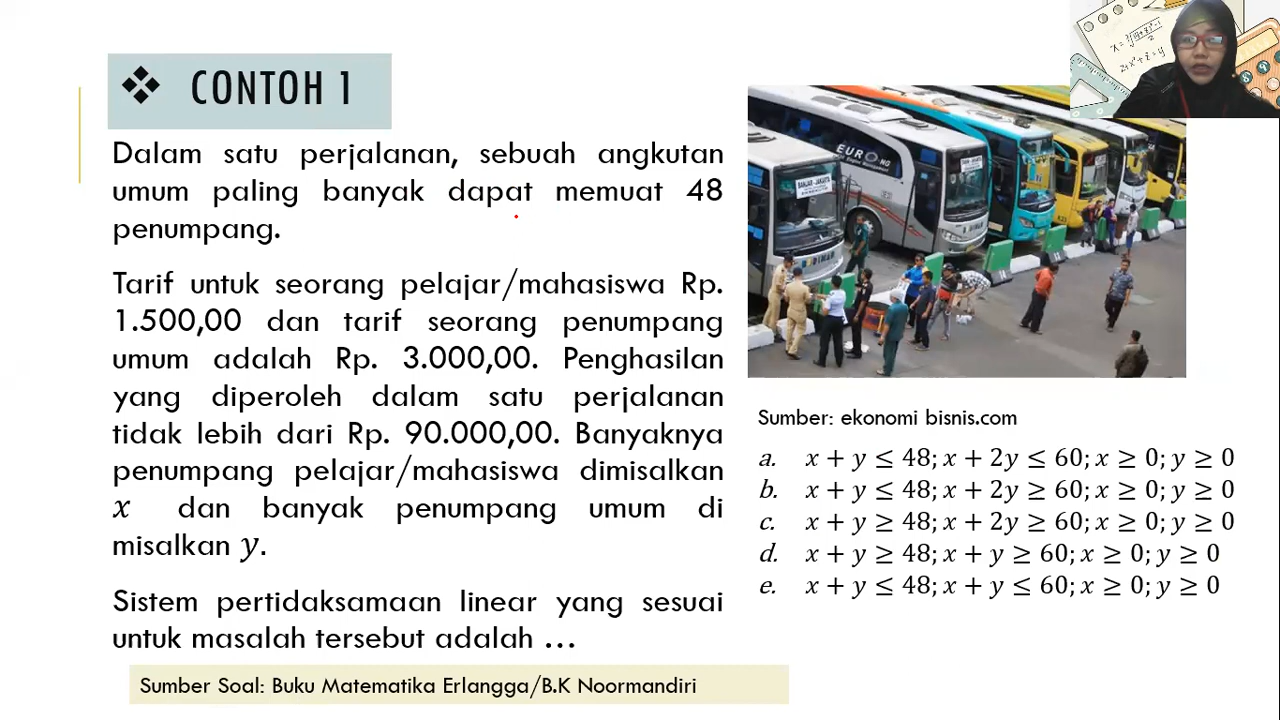 ❖ CONTOH 1
Dalam satu perjalanan, sebuah angkutan
umum paling banyak dapat memuat 48
penumpang.
Tarif untuk seorang pelajar/mahasiswa Rp.
1.500,00 dan tarif seorang penumpang
umum adalah Rp. 3.000,00. Penghasilan
yang diperoleh dalam satu perjalanan
tidak lebih dari Rp. 90.000,00. Banyaknya
penumpang pelajar/mahasiswa dimisalkan
x dan banyak penumpang umum di
misalkan y.
Sistem pertidaksamaan linear yang sesuai
untuk masalah tersebut adalah …
Sumber Soal: Buku Matematika Erlangga/B.K Noormandiri
EURO
BANJAR - JAKARTA
Sumber: ekonomi bisnis.com
a. x + y ≤ 48; x + 2y ≤ 60; x ≥ 0; y ≥ 0
b. x + y ≤ 48; x + 2y ≥ 60; x ≥ 0; y ≥ 0
c. x + y ≥ 48; x + 2y ≥ 60; x ≥ 0; y ≥ 0
d. x + y ≥ 48; x + y ≥ 60; x ≥ 0; y ≥ 0
e. x + y ≤ 48; x + y ≤ 60; x ≥ 0; y ≥ 0